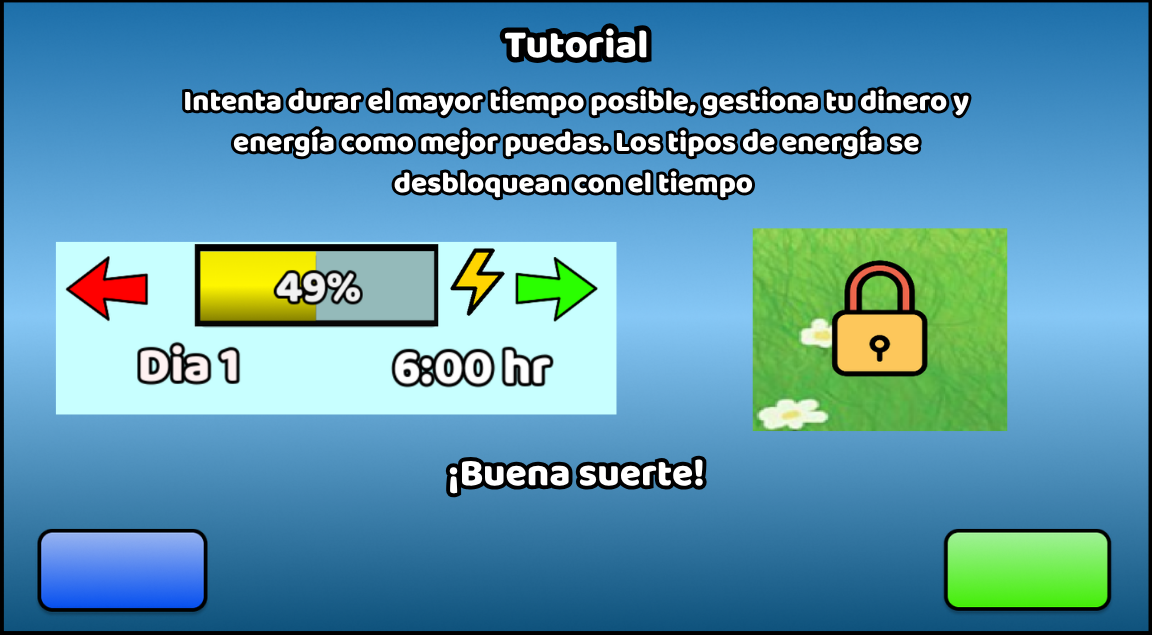 Tutorial
Intenta durar el mayor tiempo posible, gestiona tu dinero y
energía como mejor puedas. Los tipos de energía se
desbloquean con el tiempo
49%
Dia 1
6:00 hr
¡Buena suerte!